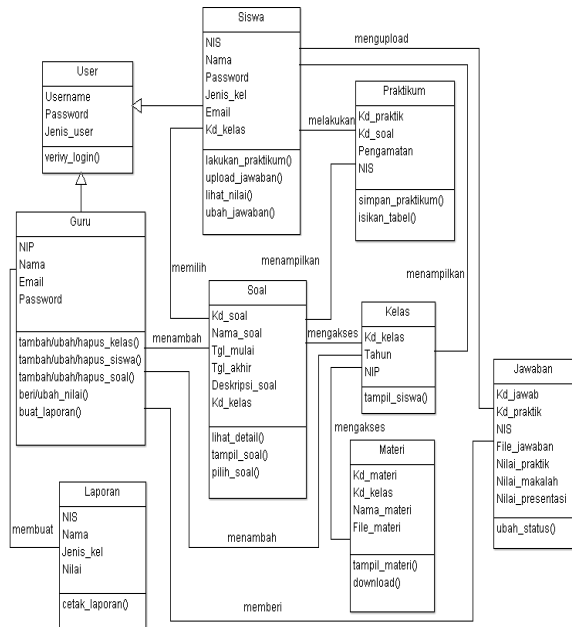 Siswa
NIS
Nama
Password
Jenis_kel
Email
Kd_kelas
lakukan_praktikum()
upload_jawaban()
lihat_nilai()
ubah_jawaban()
mengupload
User
Username
Password
Jenis_user
verivy_login()
Praktikum
Kd_praktik
Kd_soal
Pengamatan
NIS
simpan_praktikum()
isikan_tabel()
melakukan
Guru
NIP
Nama
Email
Password
tambah/ubah/hapus_kelas()
tambah/ubah/hapus_siswa()
tambah/ubah/hapus_soal()
beri/ubah_nilai()
buat_laporan()
memilih
menampilkan
menampilkan
Soal
Kd_soal
Nama_soal
Tgl_mulai
Tgl_akhir
Deskripsi_soal
Kd_kelas
lihat_detail()
tampil_soal()
pilih_soal()
menambah
mengakses
Kelas
Kd_kelas
Tahun
NIP
tampil_siswa()
Jawaban
Kd_jawab
Kd_praktik
NIS
File_jawaban
Nilai_praktik
Nilai_makalah
Nilai_presentasi
ubah_status()
mengakses
Materi
Kd_materi
Kd_kelas
Nama_materi
File_materi
tampil_materi()
download()
Laporan
NIS
Nama
Jenis_kel
Nilai
cetak_laporan()
membuat
menambah
memberi